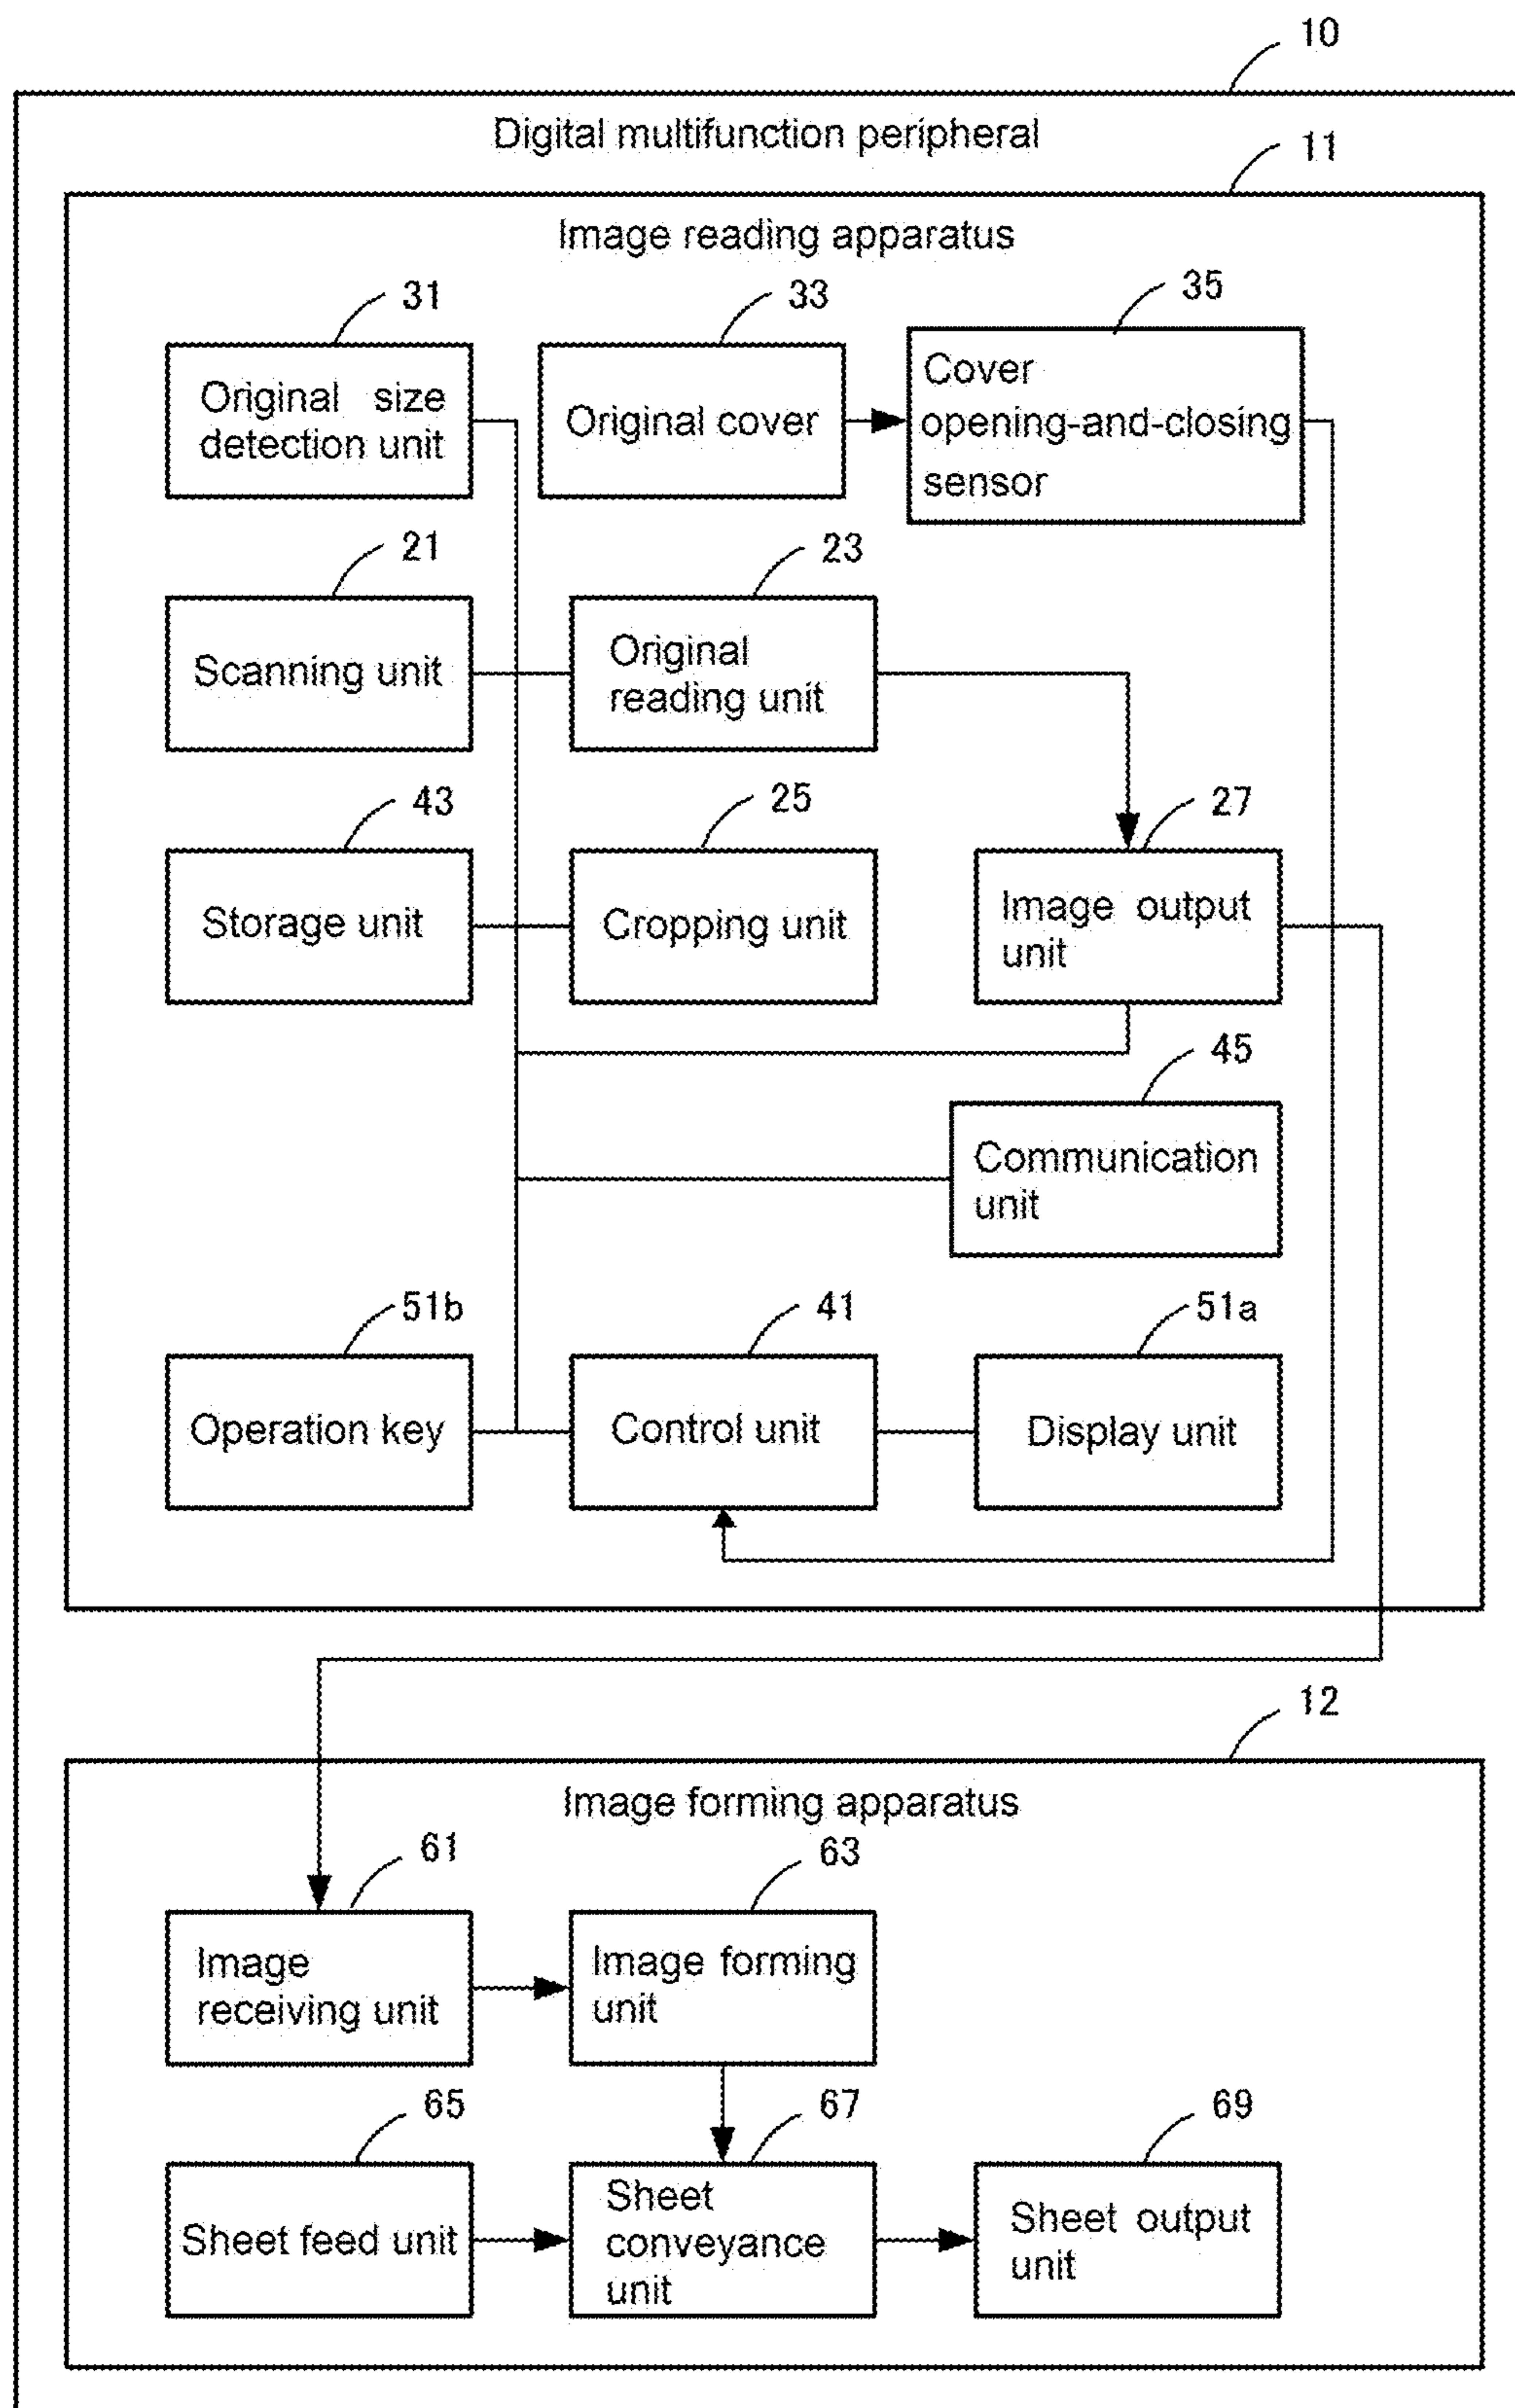 10
Digital multifunction peripheral
11
Image reading apparatus
31
33
35
Original size
detection unit
Original cover
Cover
opening-and-closing
sensor
21
23
Scanning unit
Original
reading unit
43
25
27
Storage unit
Cropping unit
Image output
unit
45
Communication
unit
51b
41
51a
Operation key
Control unit
Display unit
12
Image forming apparatus
61
63
Image
receiving unit
Image forming
unit
65
67
69
Sheet feed unit
Sheet
conveyance
unit
Sheet output
unit